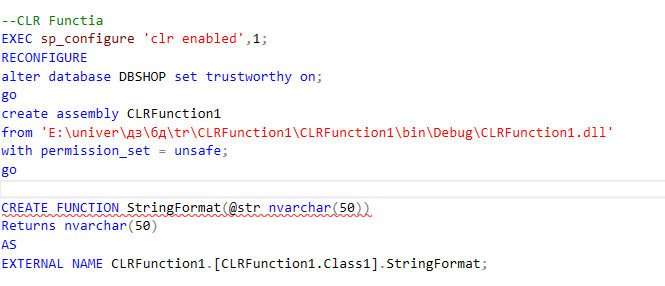 --CLR Functia
EXEC sp_configure 'clr enabled',1;
RECONFIGURE
alter database DBSHOP set trustworthy on;
go
create assembly CLRFunction1
from 'E:\univer\дз\бд\tr\CLRFunction1\CLRFunction1\bin\Debug\CLRFunction1.dll'
with permission_set = unsafe;
go
CREATE FUNCTION StringFormat(@str nvarchar(50))
Returns nvarchar(50)
AS
EXTERNAL NAME CLRFunction1.[CLRFunction1.Class1].StringFormat;